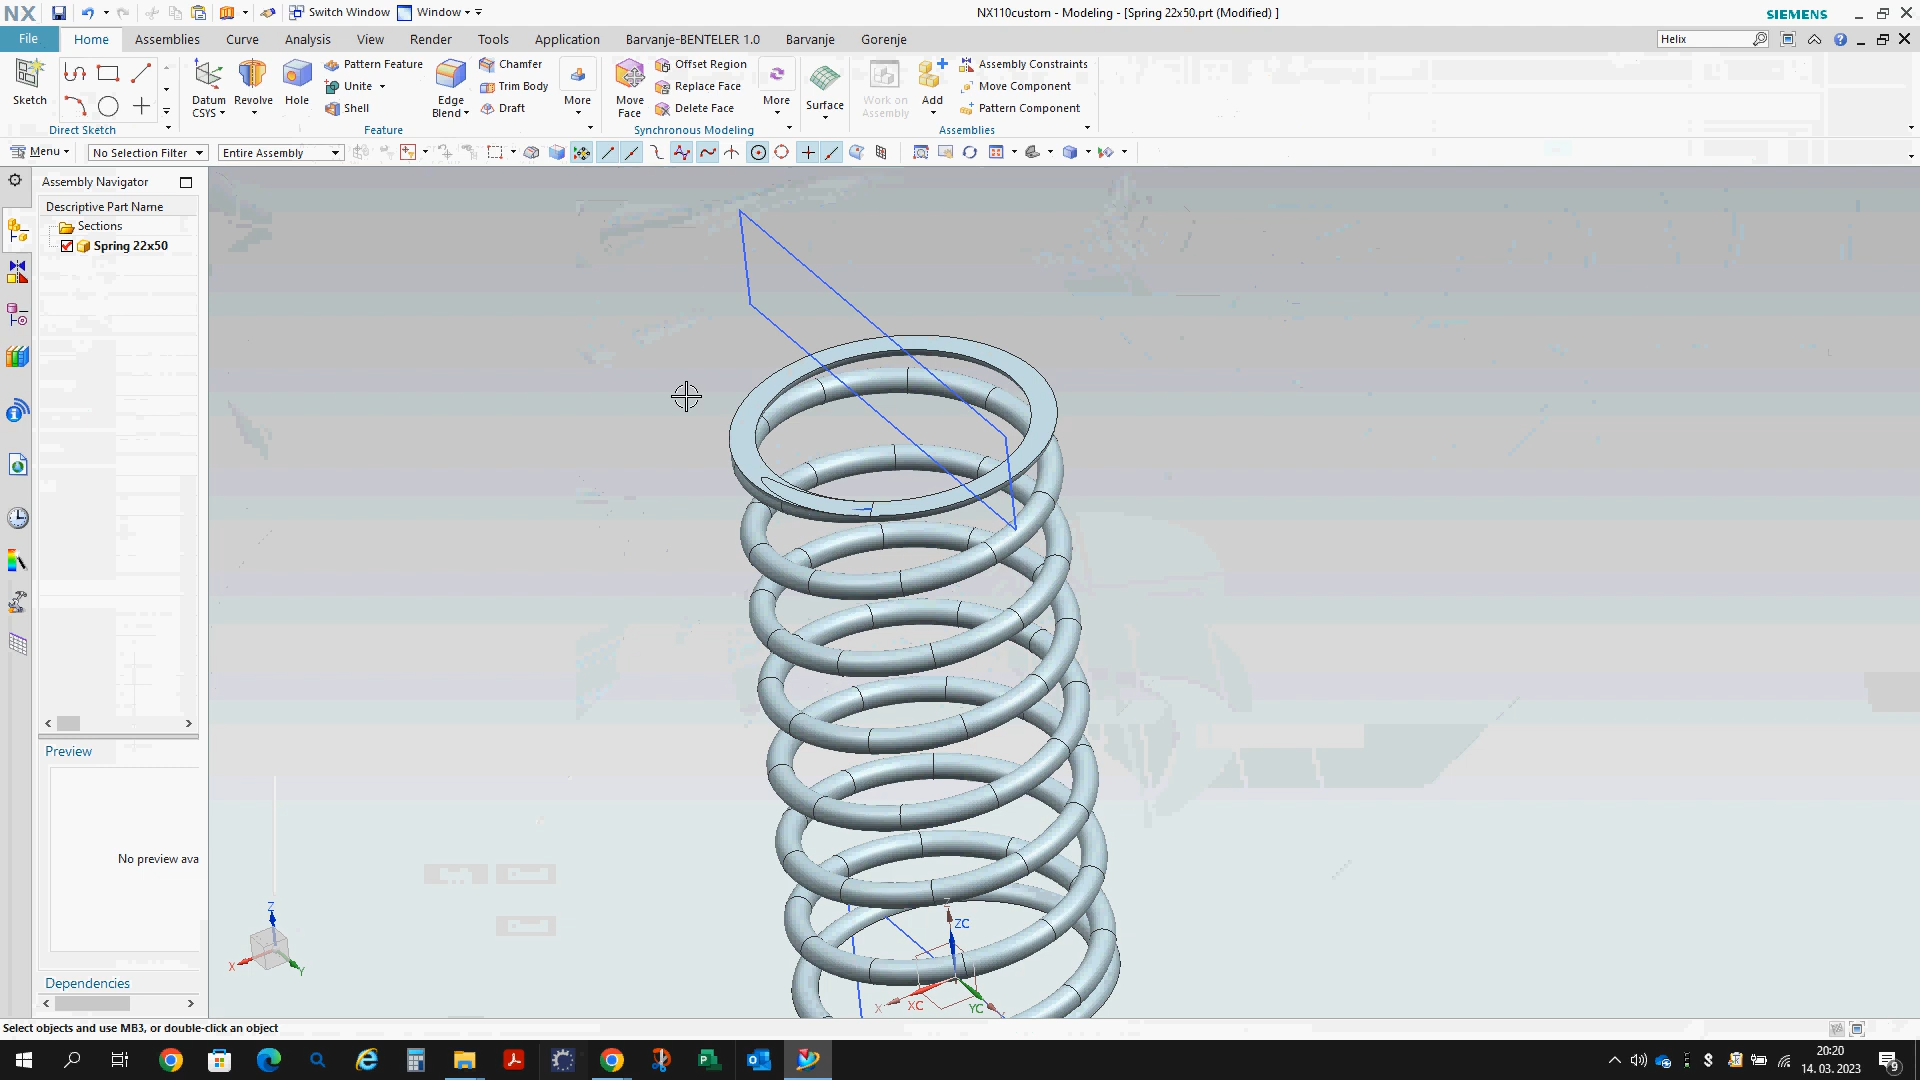 NX Switch Window Window NX110custom - Modeling - [Spring 22x50.prt (Modified) ] SIEMENS
File Home Assemblies Curve Analysis View Render Tools Application Barvanje-BENTELER 1.0 Barvanje Gorenje Helix
Sketch
Direct Sketch
Datum CSYS
Revolve
Hole
Pattern Feature
Unite
Shell
Edge Blend
Chamfer
Trim Body
Draft
More
Feature
Move Face
Offset Region
Replace Face
Delete Face
More
Synchronous Modeling
Surface
Work on Assembly
Add
Assembly Constraints
Move Component
Pattern Component
Assemblies
Menu No Selection Filter Entire Assembly
Assembly Navigator
Descriptive Part Name
Sections
Spring 22x50
Preview
No preview ava
Dependencies
Z
X
Y
Z
ZC
X
XC
YC
Select objects and use MB3, or double-click an object
20:20
14. 03. 2023
9